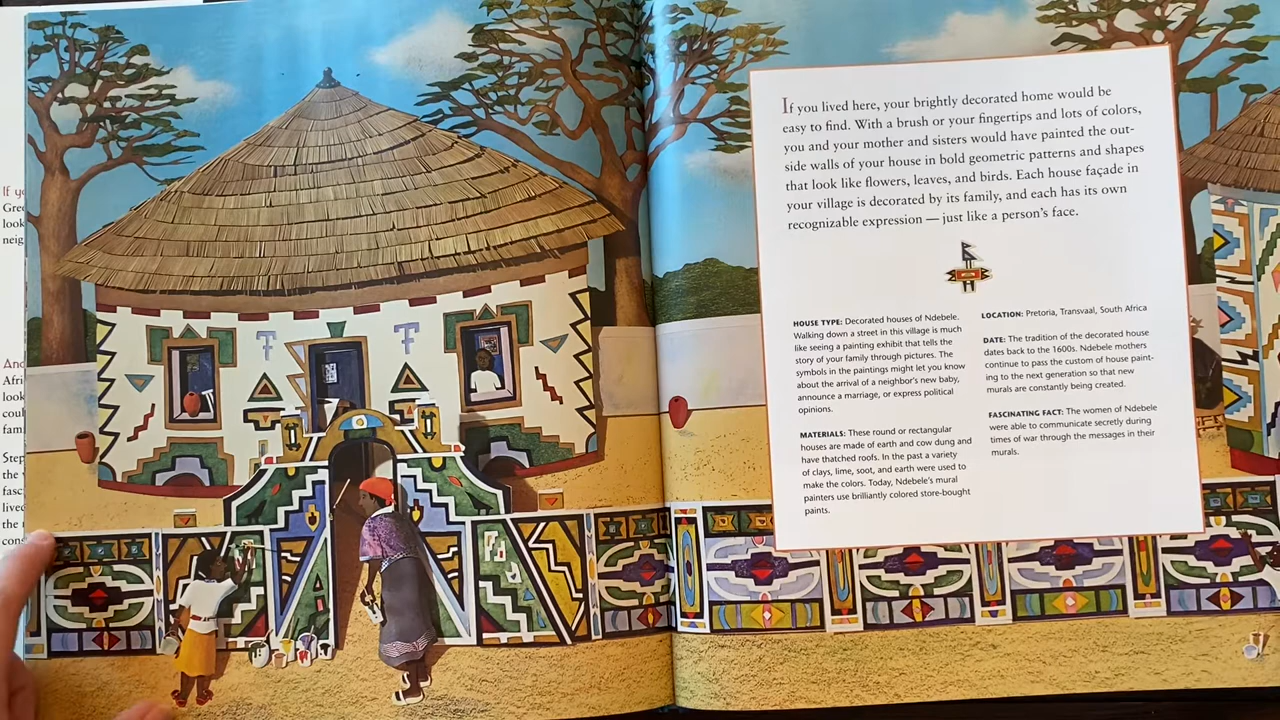 If you lived here, your brightly decorated home would be
easy to find. With a brush or your fingertips and lots of colors,
you and your mother and sisters would have painted the out-
side walls of your house in bold geometric patterns and shapes
that look like flowers, leaves, and birds. Each house façade in
your village is decorated by its family, and each has its own
recognizable expression — just like a person's face.
HOUSE TYPE: Decorated houses of Ndebele.
Walking down a street in this village is much
like seeing a painting exhibit that tells the
story of your family through pictures. The
symbols in the paintings might let you know
about the arrival of a neighbor's new baby,
announce a marriage, or express political
opinions.
MATERIALS: These round or rectangular
houses are made of earth and cow dung and
have thatched roofs. In the past a variety
of clays, lime, soot, and earth were used to
make the colors. Today, Ndebele's mural
painters use brilliantly colored store-bought
paints.
LOCATION: Pretoria, Transvaal, South Africa
DATE: The tradition of the decorated house
dates back to the 1600s. Ndebele mothers
continue to pass the custom of house paint-
ing to the next generation so that new
murals are constantly being created.
FASCINATING FACT: The women of Ndebele
were able to communicate secretly during
times of war through the messages in their
murals.